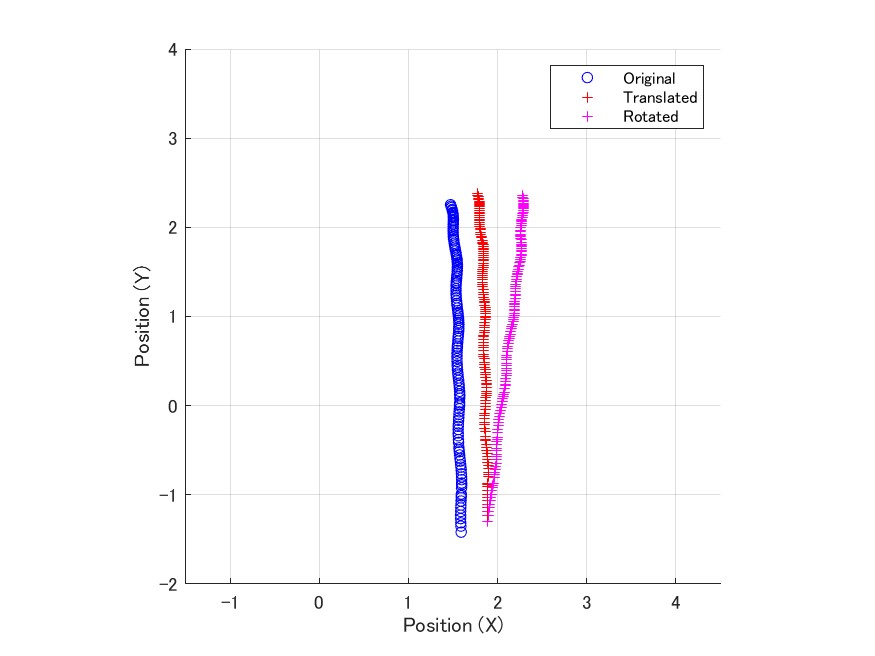 4
3
2
1
0
−1
−2
Position (Y)
Original
Translated
Rotated
−1
0
1
2
3
4
Position (X)